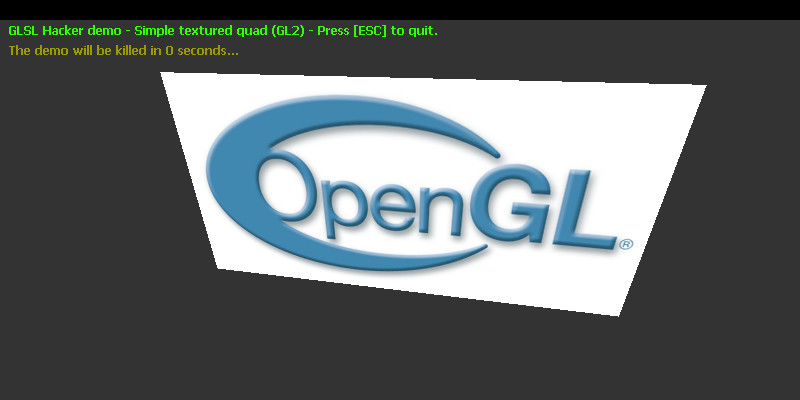 GLSL Hacker demo - Simple textured quad (GL2) - Press [ESC] to quit.
The demo will be killed in 0 seconds...
OpenGL®